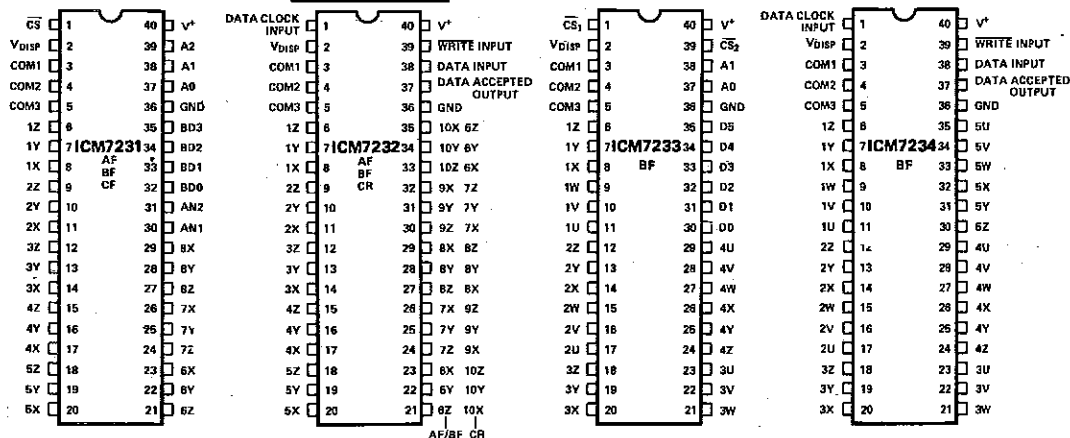 C̅S̅ 1 40 V+
VDISP 2 39 A2
COM1 3 38 A1
COM2 4 37 A0
COM3 5 36 GND
1Z 6 35 BD3
1Y 7 ICM7231 34 BD2
1X 8 AF 33 BD1
BF
2Z 9 CF 32 BD0
2Y 10 31 AN2
2X 11 30 AN1
3Z 12 29 8X
3Y 13 28 8Y
3X 14 27 8Z
4Z 15 26 7X
4Y 16 25 7Y
4X 17 24 7Z
5Z 18 23 6X
5Y 19 22 6Y
5X 20 21 6Z
DATA CLOCK
INPUT 1 40 V+
VDISP 2 39 W̅R̅I̅T̅E̅ INPUT
COM1 3 38 DATA INPUT
COM2 4 37 DATA ACCEPTED
OUTPUT
COM3 5 36 GND
1Z 6 35 10X 6Z
1Y 7 ICM7232 34 10Y 6Y
1X 8 AF 33 10Z 6X
BF
2Z 9 CR 32 9X 7Z
2Y 10 31 9Y 7Y
2X 11 30 9Z 7X
3Z 12 29 8X 8Z
3Y 13 28 8Y 8Y
3X 14 27 8Z 8X
4Z 15 26 7X 9Z
4Y 16 25 7Y 9Y
4X 17 24 7Z 9X
5Z 18 23 6X 10Z
5Y 19 22 6Y 10Y
5X 20 21 6Z 10X
AF/BF CR
C̅S̅1 1 40 V+
VDISP 2 39 C̅S̅2
COM1 3 38 A1
COM2 4 37 A0
COM3 5 36 GND
1Z 6 35 D5
1Y 7 ICM7233 34 D4
1X 8 BF 33 D3
1W 9 32 D2
1V 10 31 D1
1U 11 30 D0
2Z 12 29 4U
2Y 13 28 4V
2X 14 27 4W
2W 15 26 4X
2V 16 25 4Y
2U 17 24 4Z
3Z 18 23 3U
3Y 19 22 3V
3X 20 21 3W
DATA CLOCK
INPUT 1 40 V+
VDISP 2 39 W̅R̅I̅T̅E̅ INPUT
COM1 3 38 DATA INPUT
COM2 4 37 DATA ACCEPTED
OUTPUT
COM3 5 36 GND
1Z 6 35 5U
1Y 7 ICM7234 34 5V
1X 8 BF 33 5W
1W 9 32 5X
1V 10 31 5Y
1U 11 30 5Z
2Z 12 29 4U
2Y 13 28 4V
2X 14 27 4W
2W 15 26 4X
2V 16 25 4Y
2U 17 24 4Z
3Z 18 23 3U
3Y 19 22 3V
3X 20 21 3W